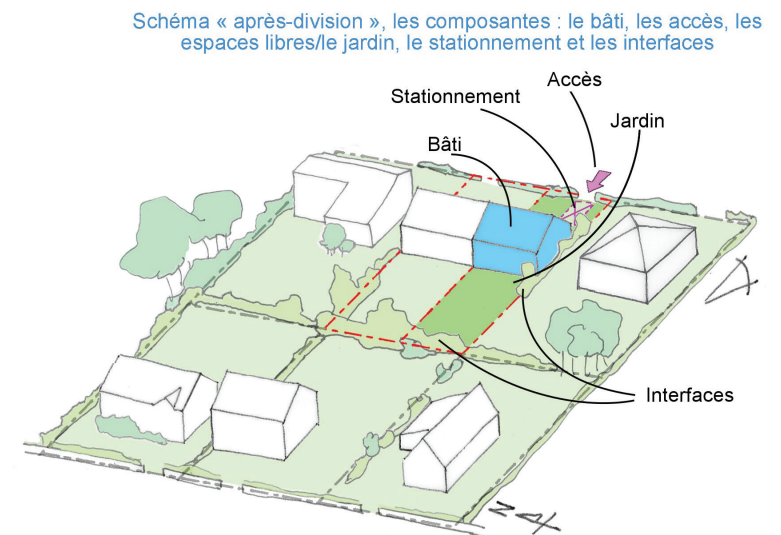 Schéma « après-division », les composantes : le bâti, les accès, les
espaces libres/le jardin, le stationnement et les interfaces
Accès
Stationnement
Jardin
Bâti
Interfaces